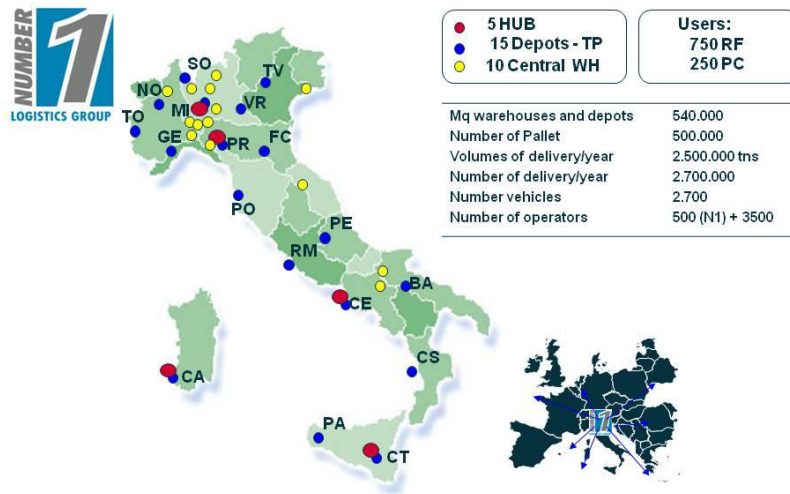 NUMBER 1
LOGISTICS GROUP
5 HUB
15 Depots - TP
10 Central WH
Users:
750 RF
250 PC
Mq warehouses and depots 540.000
Number of Pallet 500.000
Volumes of delivery/year 2.500.000 tns
Number of delivery/year 2.700.000
Number vehicles 2.700
Number of operators 500 (N1) + 3500
SO
TV
NO
MI
VR
TO
GE
PR
FC
PO
PE
RM
BA
CE
CS
CA
PA
CT
1